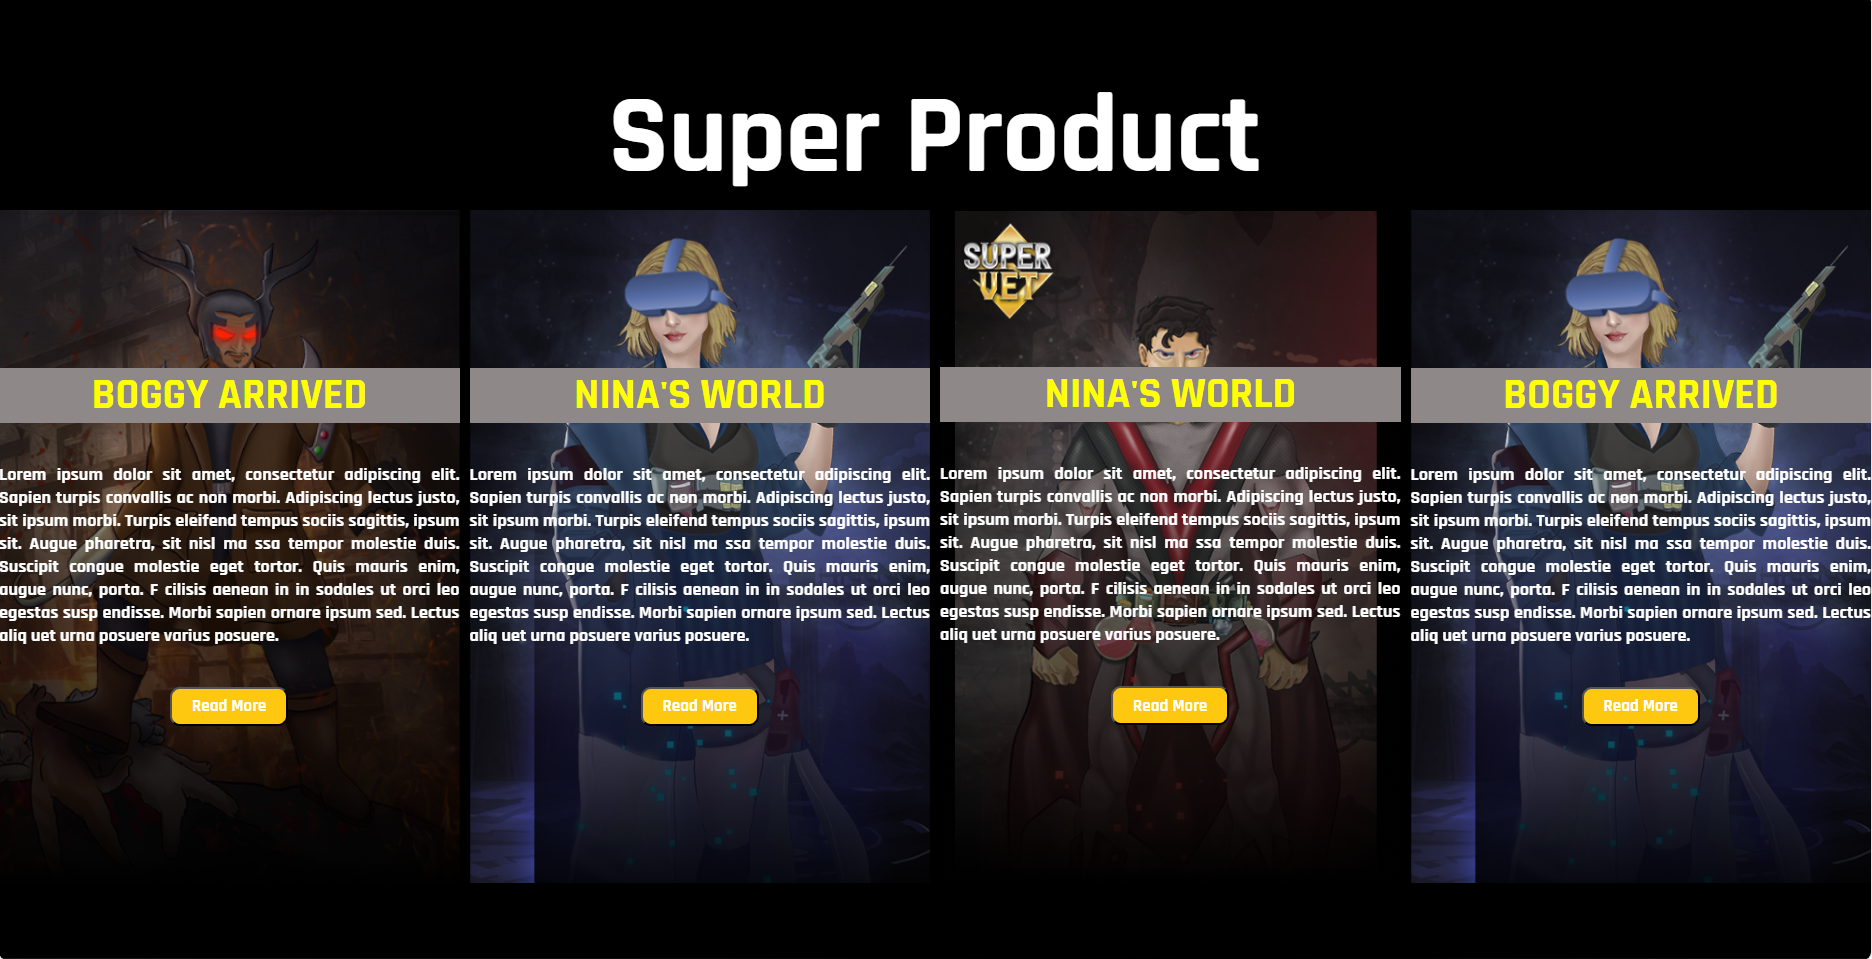 Super Product
BOGGY ARRIVED
Lorem ipsum dolor sit amet, consectetur adipiscing elit.
Sapien turpis convallis ac non morbi. Adipiscing lectus justo,
sit ipsum morbi. Turpis eleifend tempus sociis sagittis, ipsum
sit. Augue pharetra, sit nisl ma ssa tempor molestie duis.
Suscipit congue molestie eget tortor. Quis mauris enim,
augue nunc, porta. F cilisis aenean in in sodales ut orci leo
egestas susp endisse. Morbi sapien ornare ipsum sed. Lectus
aliq uet urna posuere varius posuere.
Read More
NINA'S WORLD
Lorem ipsum dolor sit amet, consectetur adipiscing elit.
Sapien turpis convallis ac non morbi. Adipiscing lectus justo,
sit ipsum morbi. Turpis eleifend tempus sociis sagittis, ipsum
sit. Augue pharetra, sit nisl ma ssa tempor molestie duis.
Suscipit congue molestie eget tortor. Quis mauris enim,
augue nunc, porta. F cilisis aenean in in sodales ut orci leo
egestas susp endisse. Morbi sapien ornare ipsum sed. Lectus
aliq uet urna posuere varius posuere.
Read More
SUPER
VET
NINA'S WORLD
Lorem ipsum dolor sit amet, consectetur adipiscing elit.
Sapien turpis convallis ac non morbi. Adipiscing lectus justo,
sit ipsum morbi. Turpis eleifend tempus sociis sagittis, ipsum
sit. Augue pharetra, sit nisl ma ssa tempor molestie duis.
Suscipit congue molestie eget tortor. Quis mauris enim,
augue nunc, porta. F cilisis aenean in in sodales ut orci leo
egestas susp endisse. Morbi sapien ornare ipsum sed. Lectus
aliq uet urna posuere varius posuere.
Read More
BOGGY ARRIVED
Lorem ipsum dolor sit amet, consectetur adipiscing elit.
Sapien turpis convallis ac non morbi. Adipiscing lectus justo,
sit ipsum morbi. Turpis eleifend tempus sociis sagittis, ipsum
sit. Augue pharetra, sit nisl ma ssa tempor molestie duis.
Suscipit congue molestie eget tortor. Quis mauris enim,
augue nunc, porta. F cilisis aenean in in sodales ut orci leo
egestas susp endisse. Morbi sapien ornare ipsum sed. Lectus
aliq uet urna posuere varius posuere.
Read More